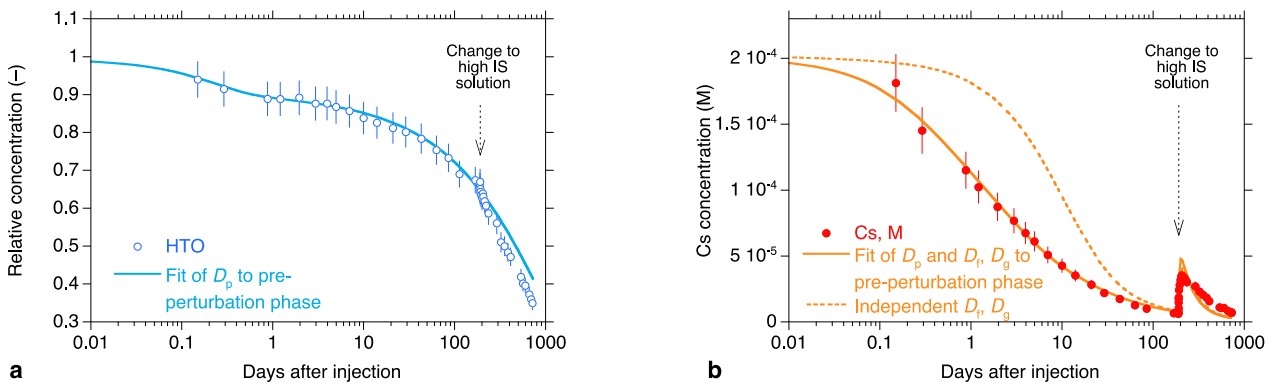 1.1
1
0.9
0.8
0.7
0.6
0.5
0.4
0.3
Relative concentration (–)
Change to
high IS
solution
HTO
Fit of Dp to pre-
perturbation phase
0.01
0.1
1
10
100
1000
Days after injection
a
2 10-4
1.5 10-4
1 10-4
5 10-5
0
Cs concentration (M)
Change to
high IS
solution
Cs, M
Fit of Dp and Df, Dg to
pre-perturbation phase
Independent Df, Dg
0.01
0.1
1
10
100
1000
Days after injection
b